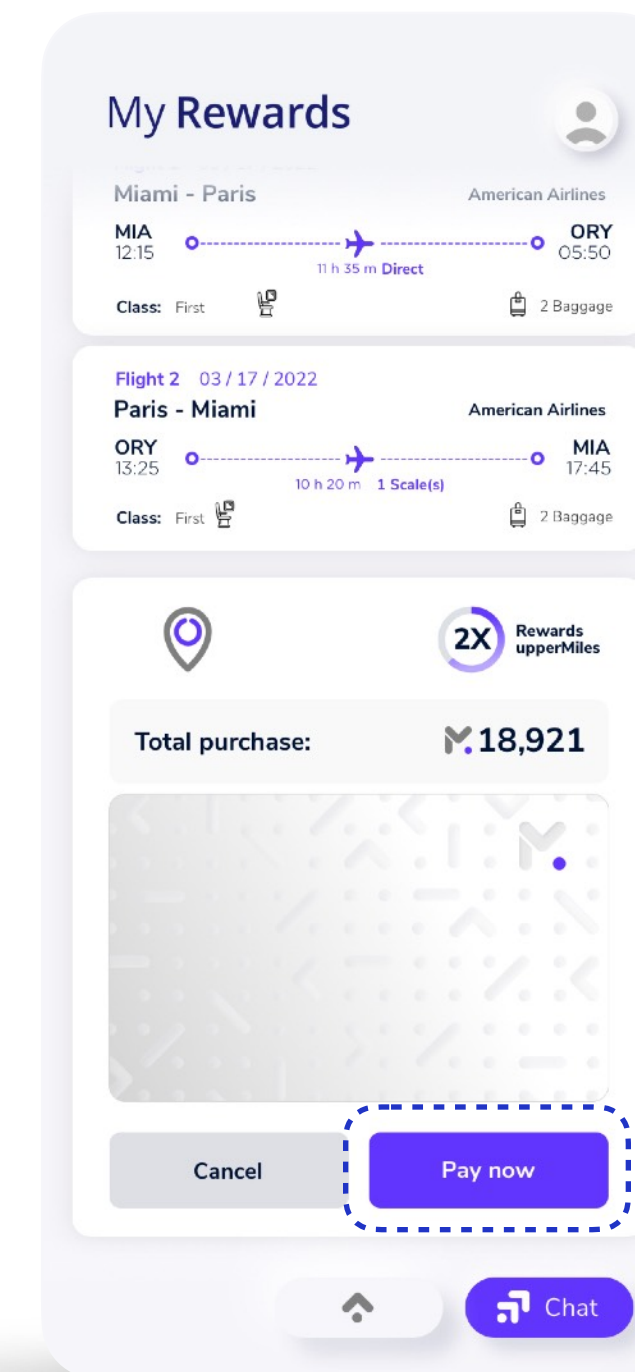 My Rewards
Miami - Paris American Airlines
MIA ORY
12:15 05:50
11 h 35 m Direct
Class: First 2 Baggage
Flight 2 03 / 17 / 2022
Paris - Miami American Airlines
ORY MIA
13:25 17:45
10 h 20 m 1 Scale(s)
Class: First 2 Baggage
2X Rewards
upperMiles
Total purchase: 18,921
Cancel Pay now
Chat